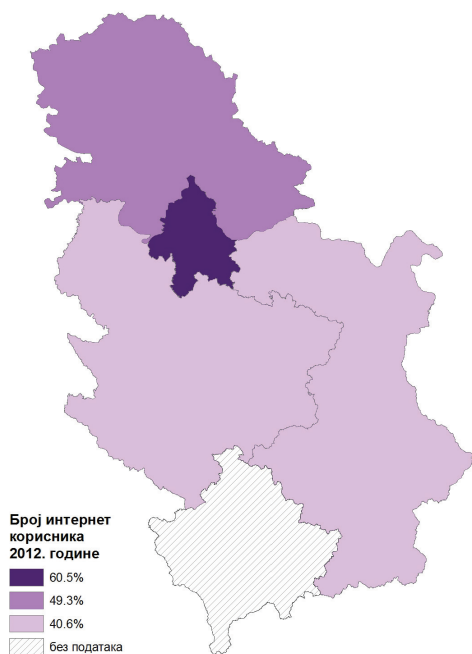 Број интернет
корисника
2012. године
60.5%
49.3%
40.6%
без података